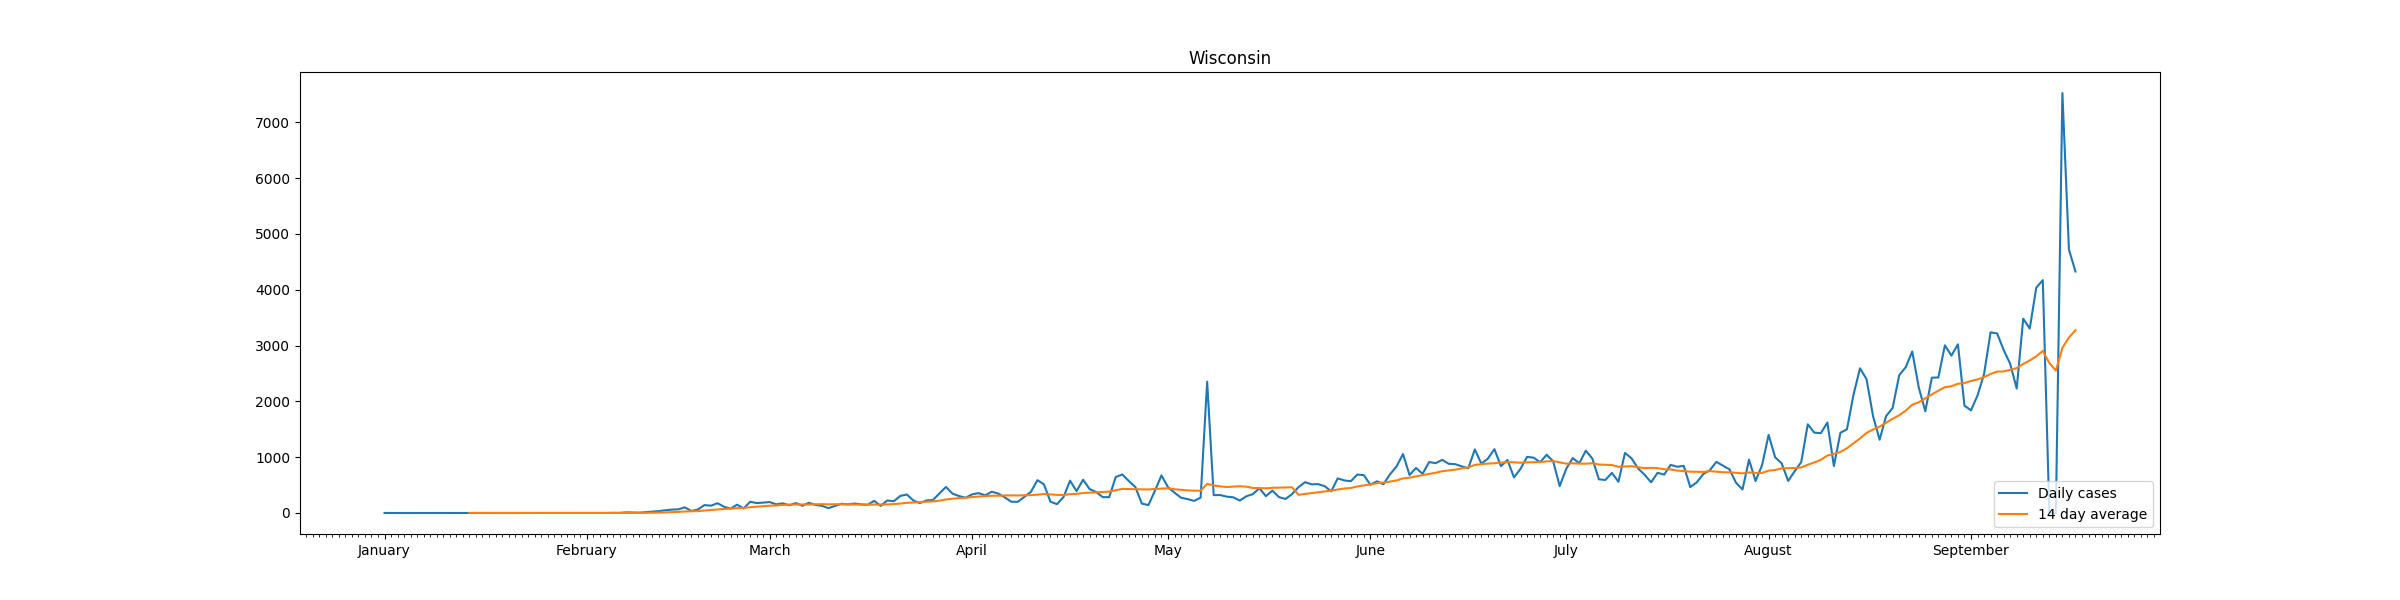 Wisconsin
7000
6000
5000
4000
3000
2000
1000
0
January February March April May June July August September
Daily cases
14 day average